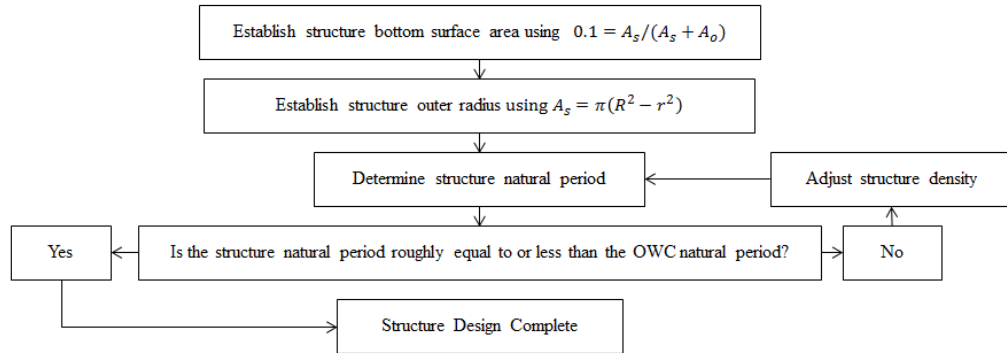 Establish structure bottom surface area using 0.1 = A_s/(A_s + A_o)
Establish structure outer radius using A_s = π(R² − r²)
Determine structure natural period
Adjust structure density
Yes
Is the structure natural period roughly equal to or less than the OWC natural period?
No
Structure Design Complete